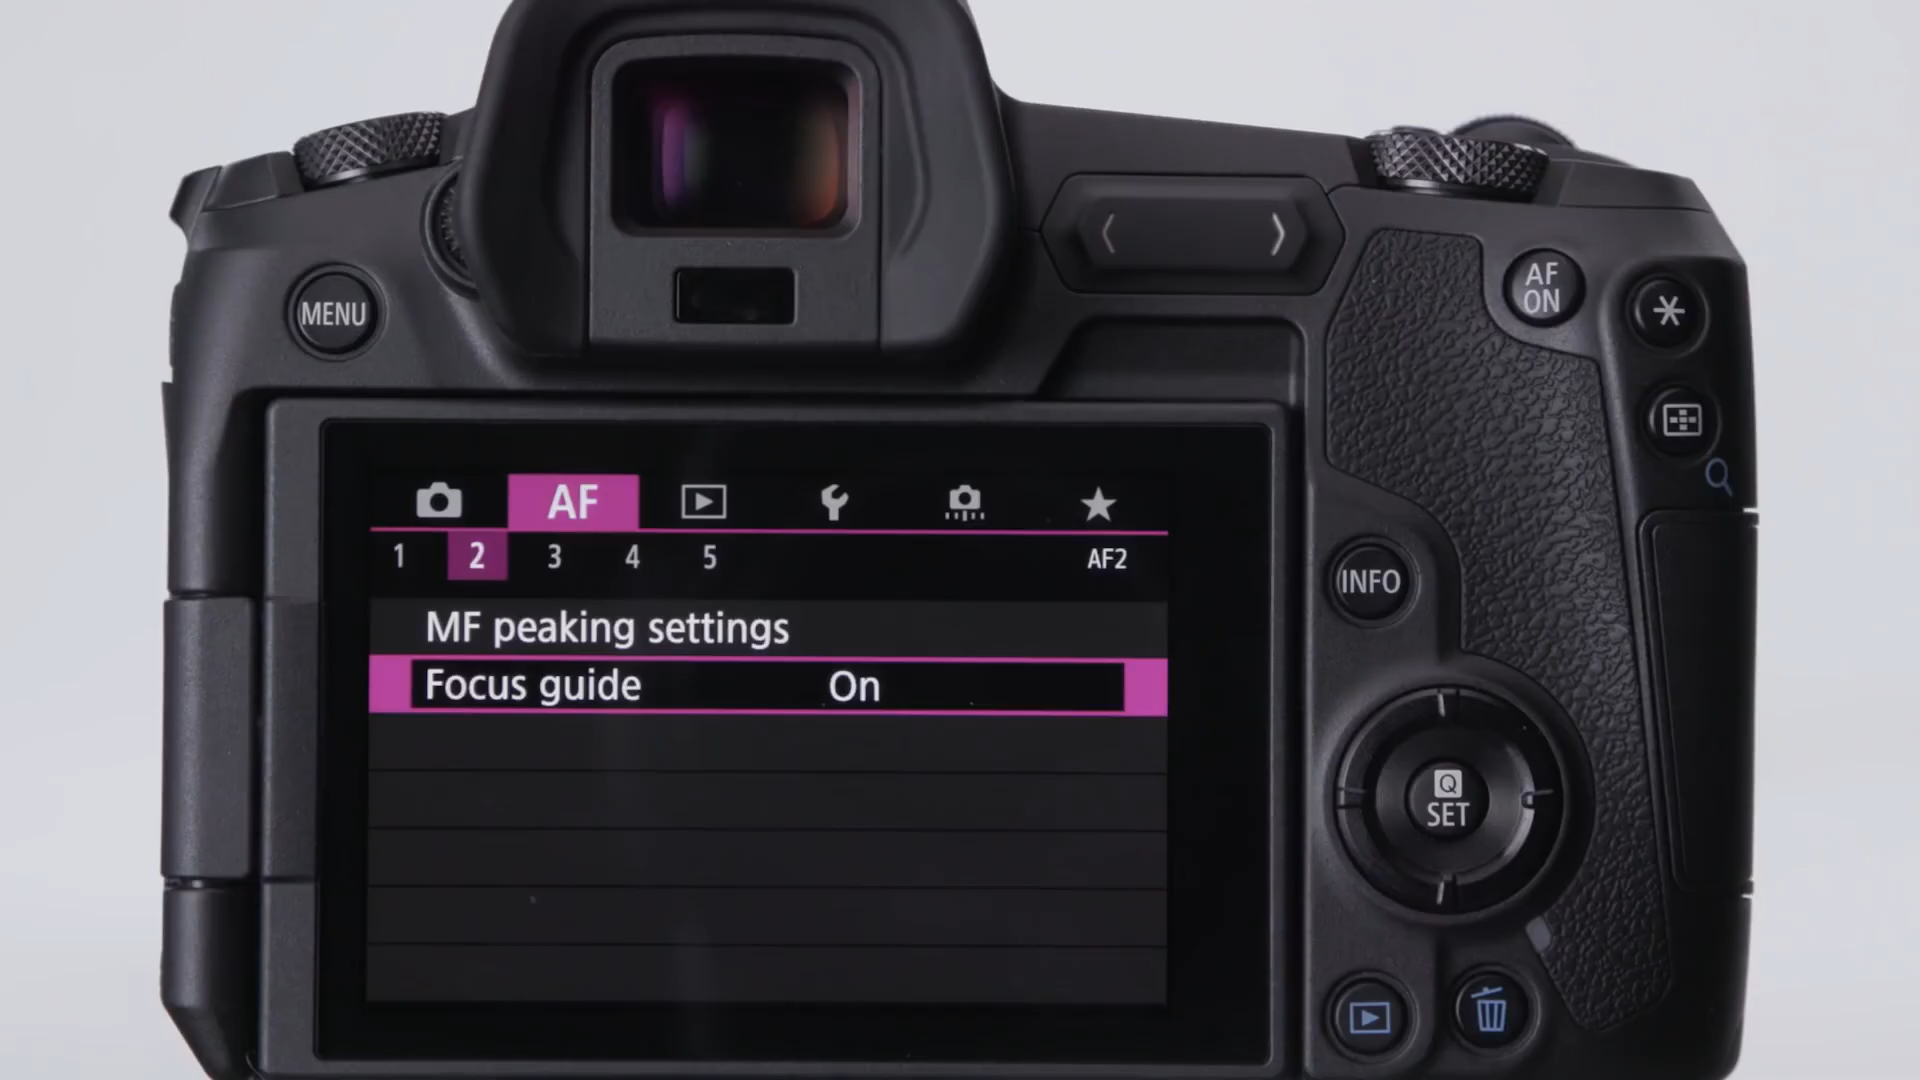 MENU
AF
ON
AF
1 2 3 4 5 AF2
MF peaking settings
Focus guide On
INFO
Q
SET